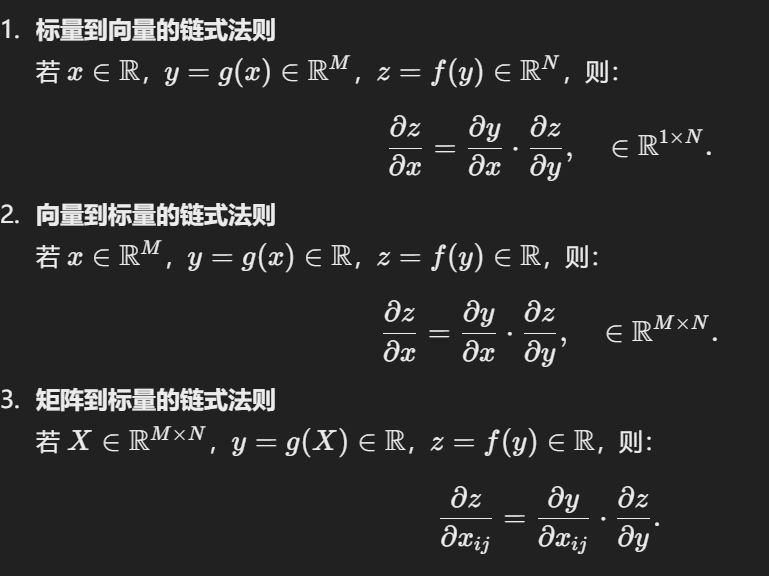 1. 标量到向量的链式法则
若 $x \in \mathbb{R}$，$y = g(x) \in \mathbb{R}^M$，$z = f(y) \in \mathbb{R}^N$，则：
$\frac{\partial z}{\partial x} = \frac{\partial y}{\partial x} \cdot \frac{\partial z}{\partial y}, \quad \in \mathbb{R}^{1 \times N}.$
2. 向量到标量的链式法则
若 $x \in \mathbb{R}^M$，$y = g(x) \in \mathbb{R}$，$z = f(y) \in \mathbb{R}$，则：
$\frac{\partial z}{\partial x} = \frac{\partial y}{\partial x} \cdot \frac{\partial z}{\partial y}, \quad \in \mathbb{R}^{M \times N}.$
3. 矩阵到标量的链式法则
若 $X \in \mathbb{R}^{M \times N}$，$y = g(X) \in \mathbb{R}$，$z = f(y) \in \mathbb{R}$，则：
$\frac{\partial z}{\partial x_{ij}} = \frac{\partial y}{\partial x_{ij}} \cdot \frac{\partial z}{\partial y}.$